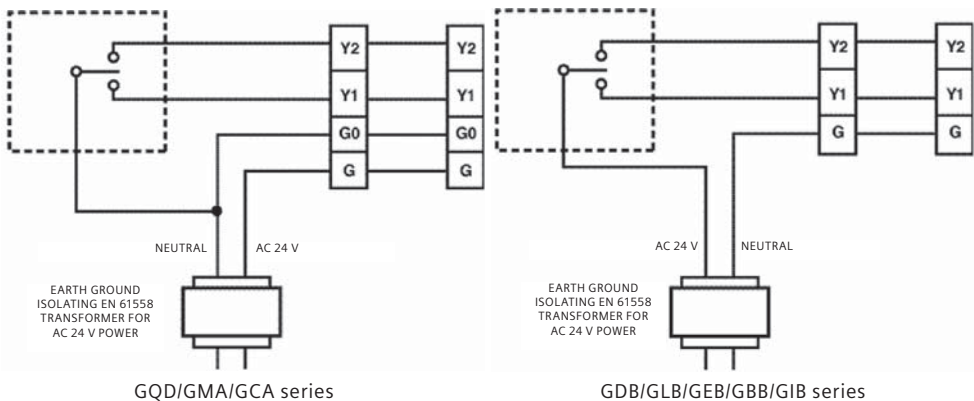 Y2
Y2
Y1
Y1
G0
G0
G
G
NEUTRAL
AC 24 V
EARTH GROUND
ISOLATING EN 61558
TRANSFORMER FOR
AC 24 V POWER
GQD/GMA/GCA series
Y2
Y2
Y1
Y1
G
G
AC 24 V
NEUTRAL
EARTH GROUND
ISOLATING EN 61558
TRANSFORMER FOR
AC 24 V POWER
GDB/GLB/GEB/GBB/GIB series